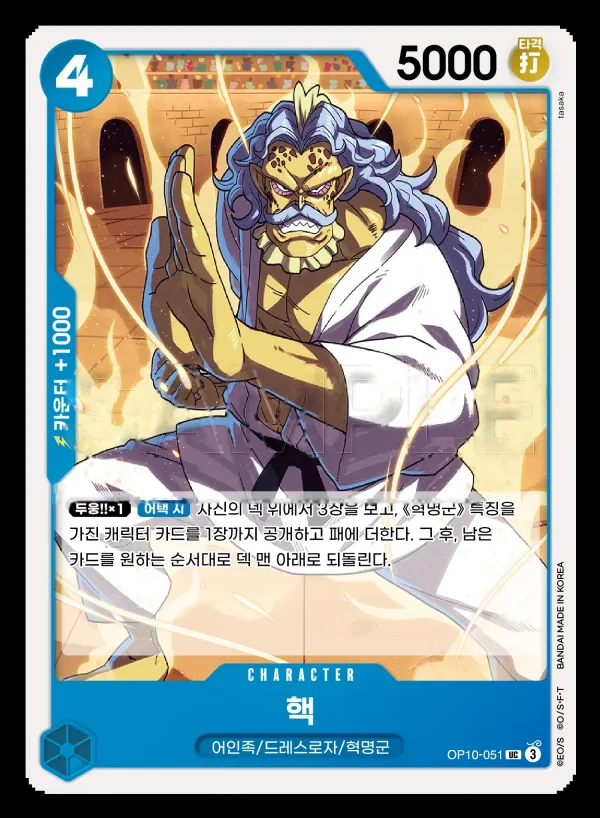 4
5000
타격
打
tasaka
카운터 +1000
SAMPLE
두웅!!×1 어택 시 자신의 덱 위에서 3장을 보고, 《혁명군》 특징을
가진 캐릭터 카드를 1장까지 공개하고 패에 더한다. 그 후, 남은
카드를 원하는 순서대로 덱 맨 아래로 되돌린다.
CHARACTER
핵
어인족/드레스로자/혁명군
OP10-051 UC 3
©EO/S ©O/S·F·T BANDAI MADE IN KOREA